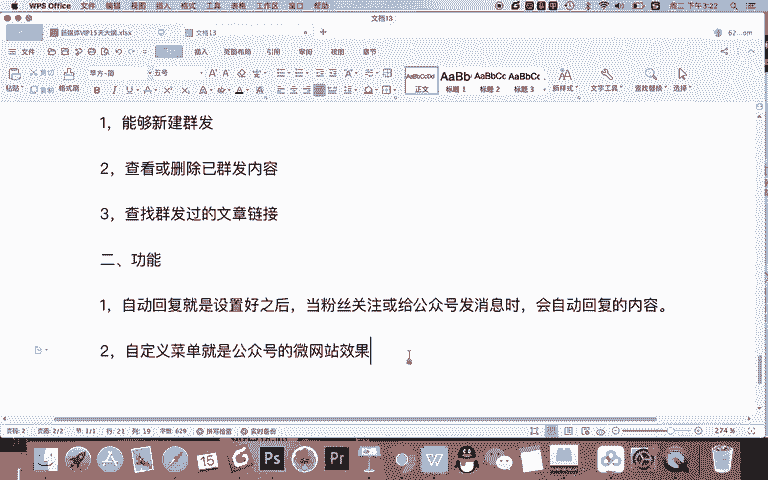 WPS Office 文件 编辑 视图 插入 格式 工具 表格 窗口 帮助
周二下午3:22
文档13
新媒体VIP15天大纲.xlsx 文档13 +
文件 插入 页面布局 引用 审阅 视图 章节
粘贴 剪切 复制 格式刷 五号
AaBbCcDd AaBb AaBbCc AaBbCc
正文 标题 1 标题 2 标题 3 新样式 文字工具 查找替换 选择
1，能够新建群发
2，查看或删除已群发内容
3，查找群发过的文章链接
二、功能
1，自动回复就是设置好之后，当粉丝关注或给公众号发消息时，会自动回复的内容。
2，自定义菜单就是公众号的微网站效果
页码: 2 页面: 2/2 节: 1/1 行: 21 列: 19 字数: 629 拼写检查 实时备份 274 %
15 Ps Pr